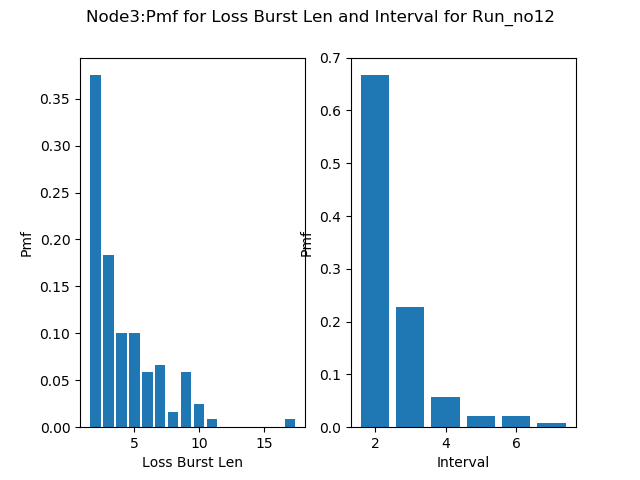 Node3:Pmf for Loss Burst Len and Interval for Run_no12
Pmf
0.35
0.30
0.25
0.20
0.15
0.10
0.05
0.00
5 10 15
Loss Burst Len
Pmf
0.7
0.6
0.5
0.4
0.3
0.2
0.1
0.0
2 4 6
Interval